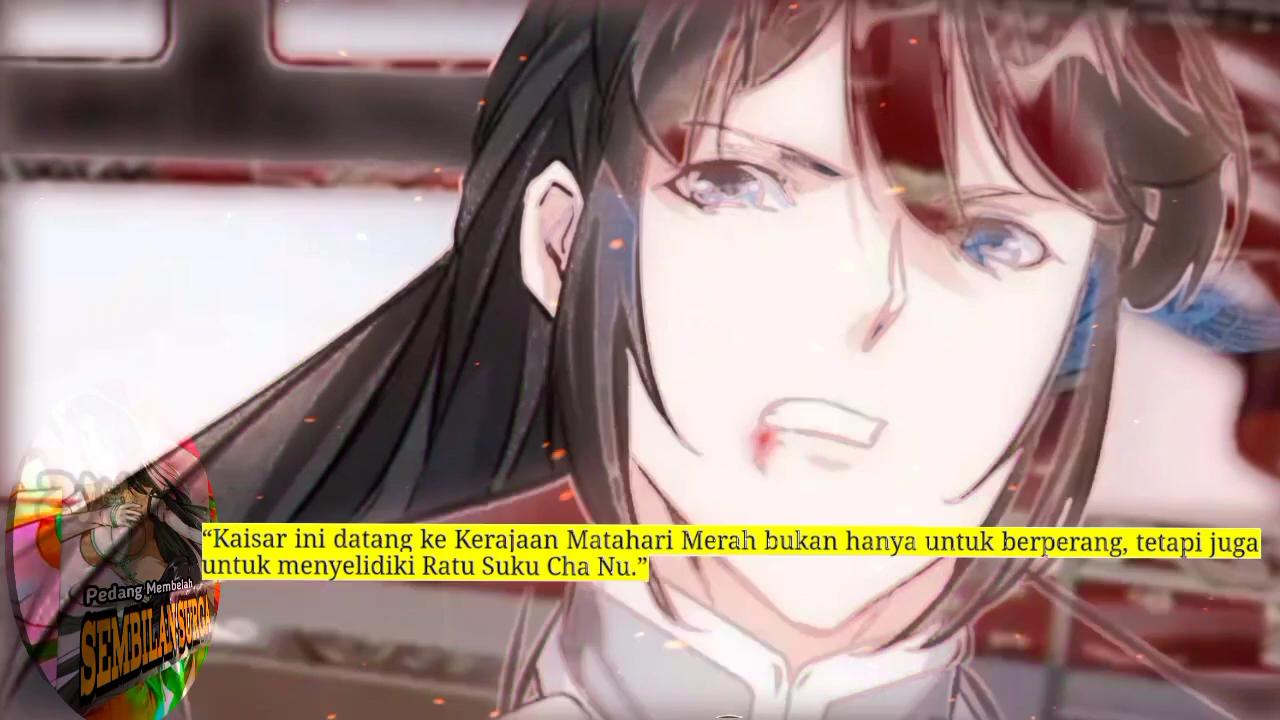 “Kaisar ini datang ke Kerajaan Matahari Merah bukan hanya untuk berperang, tetapi juga
untuk menyelidiki Ratu Suku Cha Nu.”
Pedang Membelah
SEMBILAN SURGA